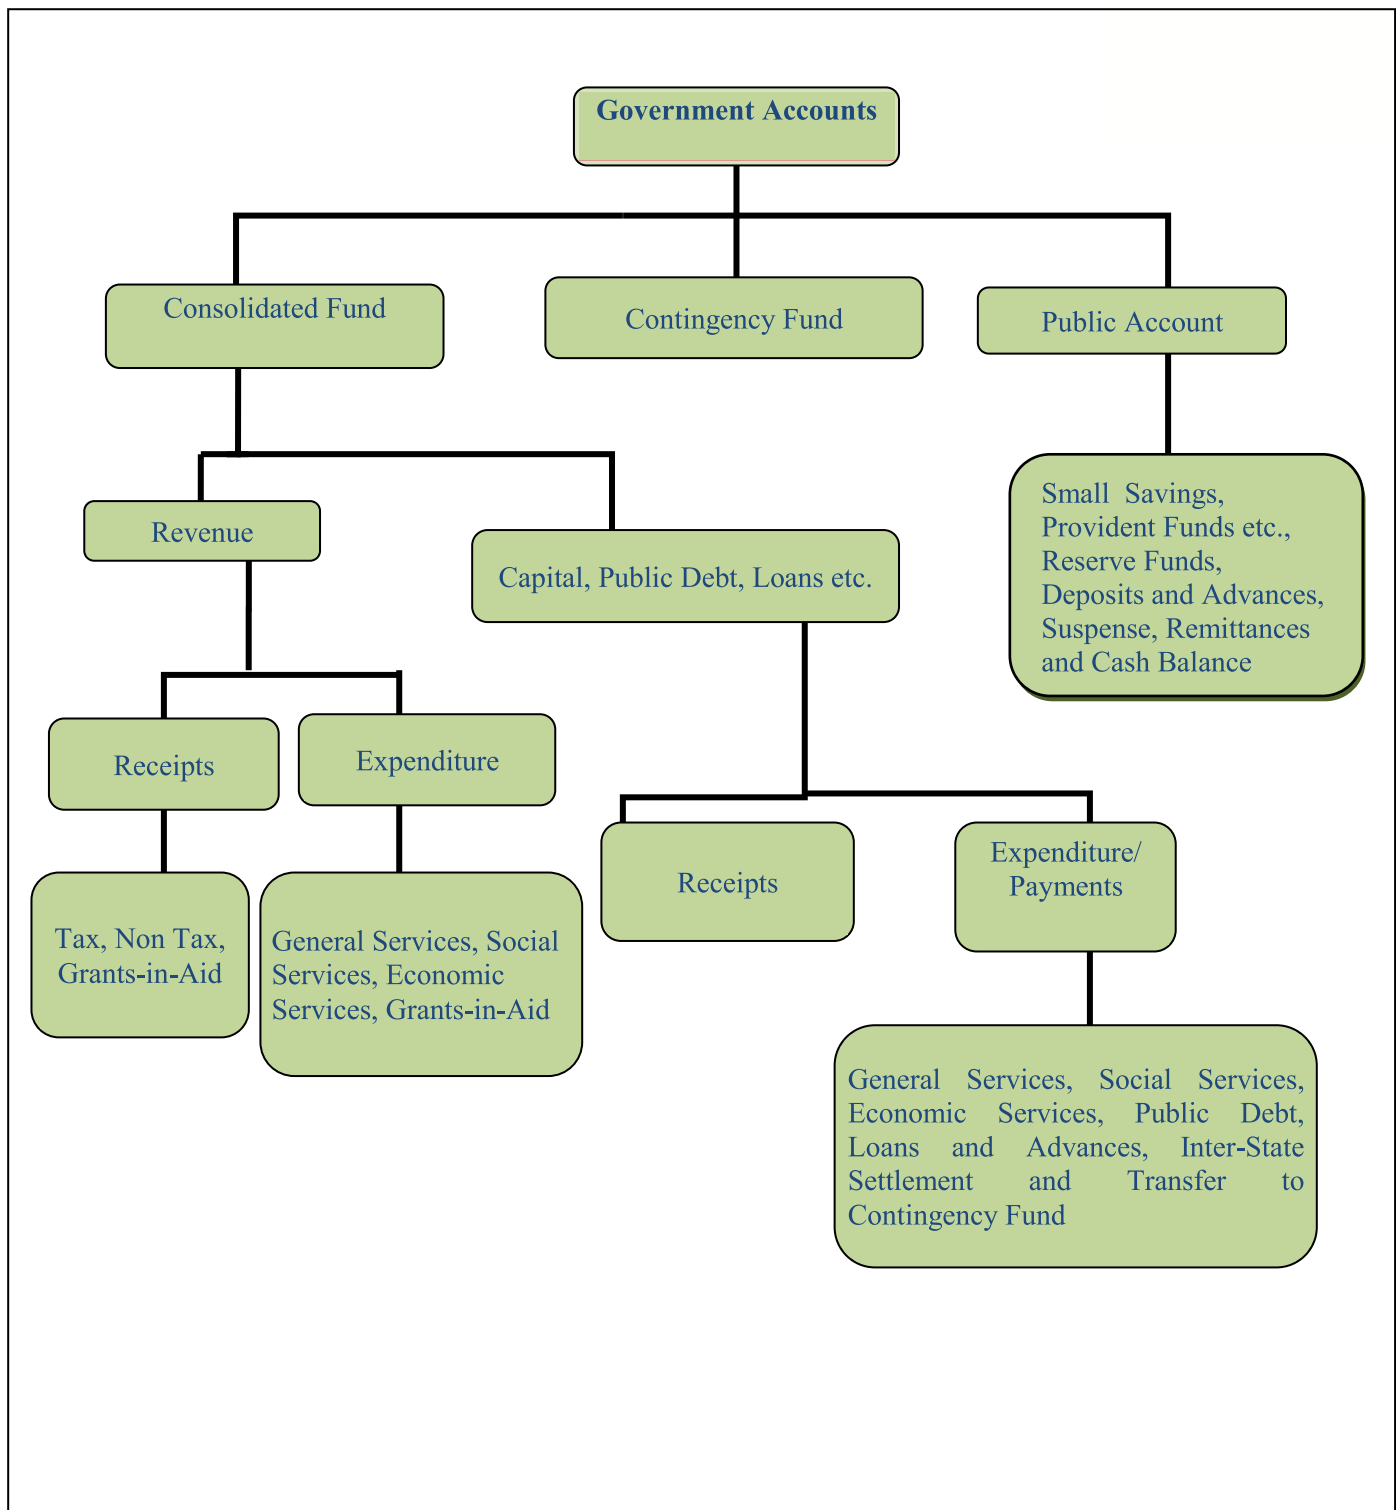 Government Accounts
Consolidated Fund
Contingency Fund
Public Account
Small Savings,
Provident Funds etc.,
Reserve Funds,
Deposits and Advances,
Suspense, Remittances
and Cash Balance
Revenue
Capital, Public Debt, Loans etc.
Receipts
Expenditure
Receipts
Expenditure/
Payments
Tax, Non Tax,
Grants-in-Aid
General Services, Social
Services, Economic
Services, Grants-in-Aid
General Services, Social Services,
Economic Services, Public Debt,
Loans and Advances, Inter-State
Settlement and Transfer to
Contingency Fund